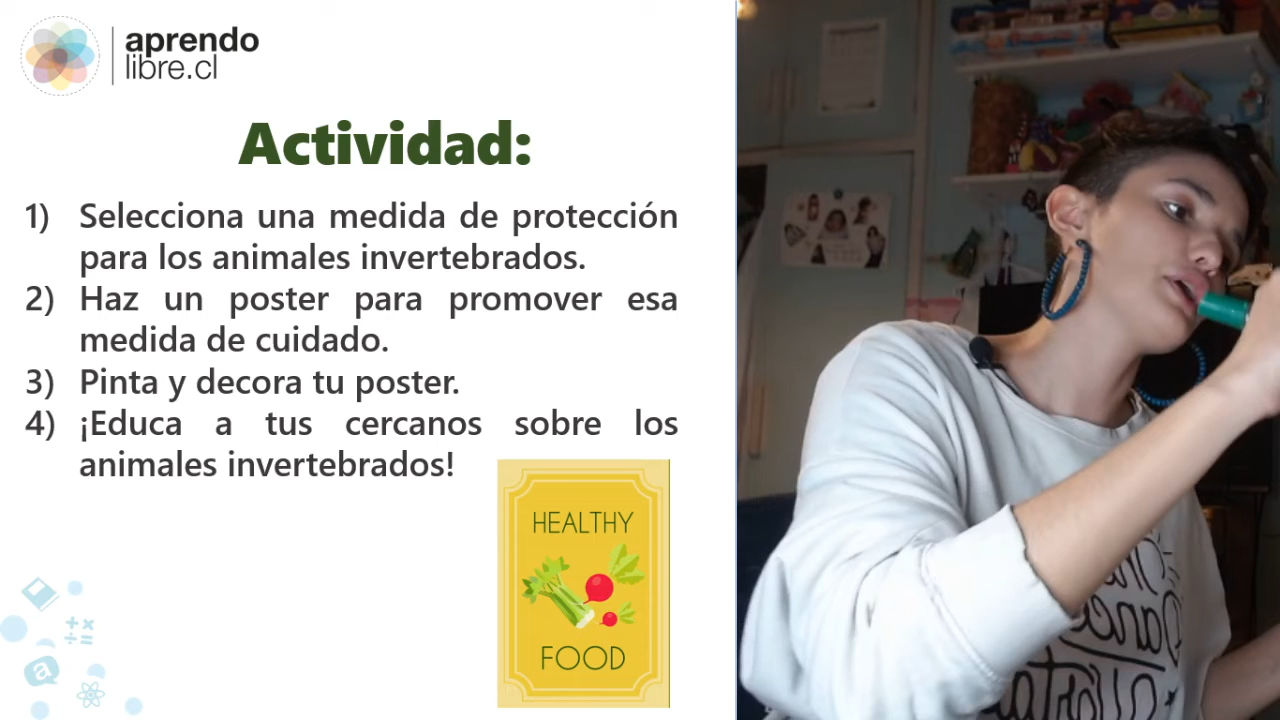 aprendo
libre.cl
Actividad:
1) Selecciona una medida de protección
para los animales invertebrados.
2) Haz un poster para promover esa
medida de cuidado.
3) Pinta y decora tu poster.
4) ¡Educa a tus cercanos sobre los
animales invertebrados!
HEALTHY
FOOD